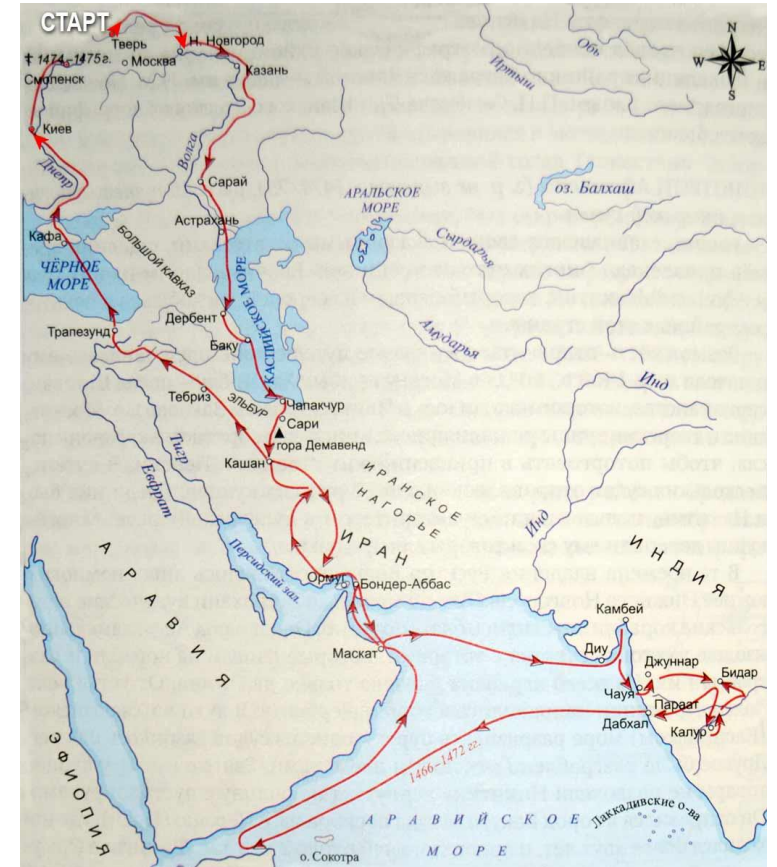 СТАРТ
Тверь
Н. Новгород
Москва
Казань
† 1474–1475 г.
Смоленск
Киев
Днепр
Волга
Сарай
Астрахань
Кафа
ЧЁРНОЕ
МОРЕ
БОЛЬШОЙ КАВКАЗ
КАСПИЙСКОЕ МОРЕ
Дербент
Баку
Трапезунд
Тебриз
ЭЛЬБУР
Чапакчур
Сари
гора Демавенд
Кашан
Тигр
Евфрат
Обь
Иртыш
N
W E
S
оз. Балхаш
АРАЛЬСКОЕ
МОРЕ
Сырдарья
Амударья
Инд
ИРАНСКОЕ
НАГОРЬЕ
ИРАН
Инд
ИНДИЯ
Персидский зал.
Ормуз
Бондер-Аббас
Маскат
АРАВИЯ
ЭФИОПИЯ
Камбей
Диу
Джуннар
Бидар
Чаул
Параат
Дабхал
Калур
1466–1472 гг.
Лаккадивские о-ва
АРАВИЙСКОЕ
МОРЕ
о. Сокотра